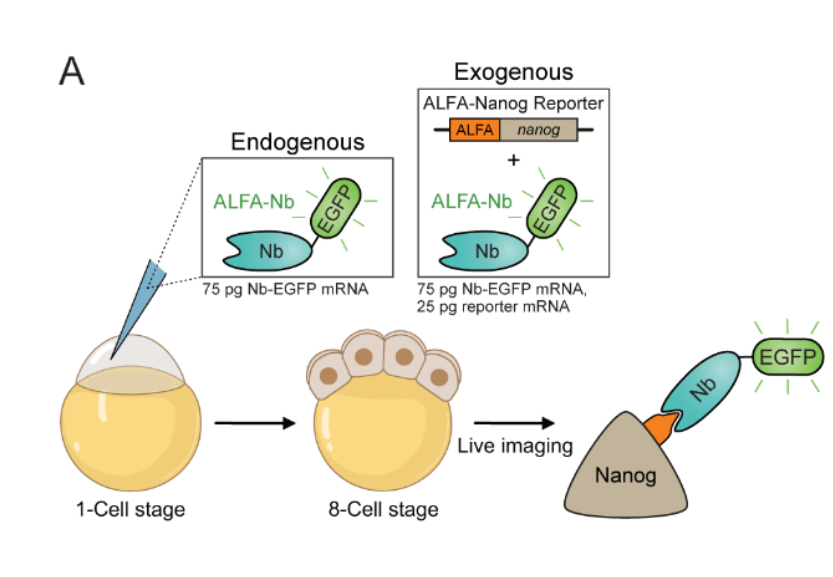 A
Exogenous
ALFA-Nanog Reporter
ALFA nanog
+
Endogenous
ALFA-Nb
EGFP
Nb
ALFA-Nb
EGFP
Nb
75 pg Nb-EGFP mRNA
75 pg Nb-EGFP mRNA,
25 pg reporter mRNA
EGFP
Nb
Live imaging
Nanog
1-Cell stage
8-Cell stage